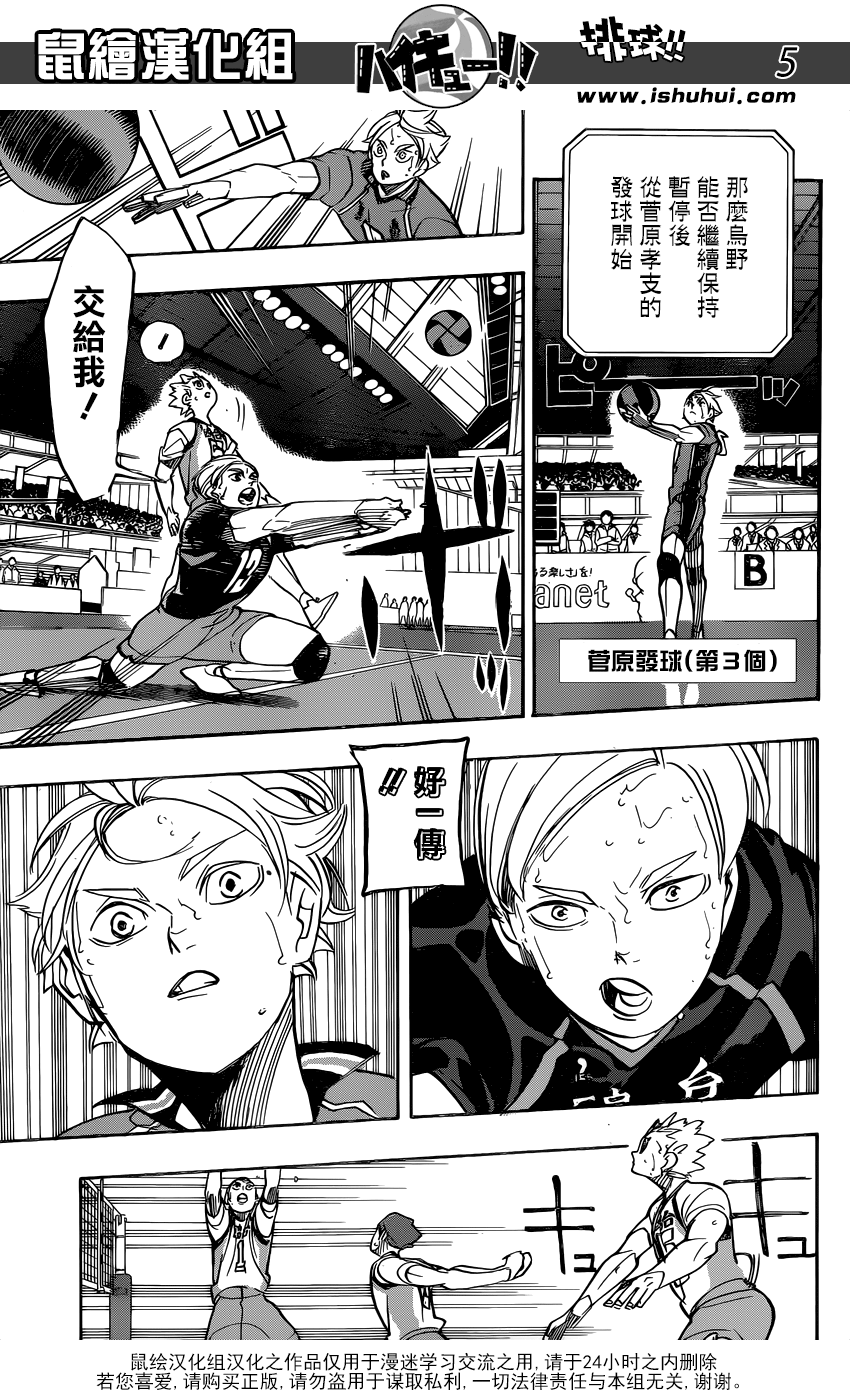 鼠繪漢化組
ハイキュー!!
排球!!
5
www.ishuhui.com
那麼烏野
能否繼續保持
暫停後
從菅原孝支的
發球開始
ピーーッ
B
anet
菅原發球(第3個)
！
交給我！
12
好一傳
!!
台
キュ
キュ
1
鼠绘汉化组汉化之作品仅用于漫迷学习交流之用,请于24小时之内删除
若您喜爱,请购买正版,请勿盗用于谋取私利,一切法律责任与本组无关,谢谢。